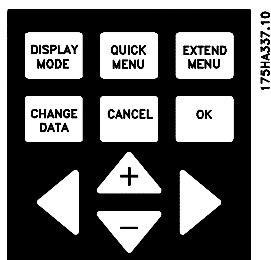 DISPLAY
MODE
QUICK
MENU
EXTEND
MENU
CHANGE
DATA
CANCEL
OK
+
−
175HA337.10